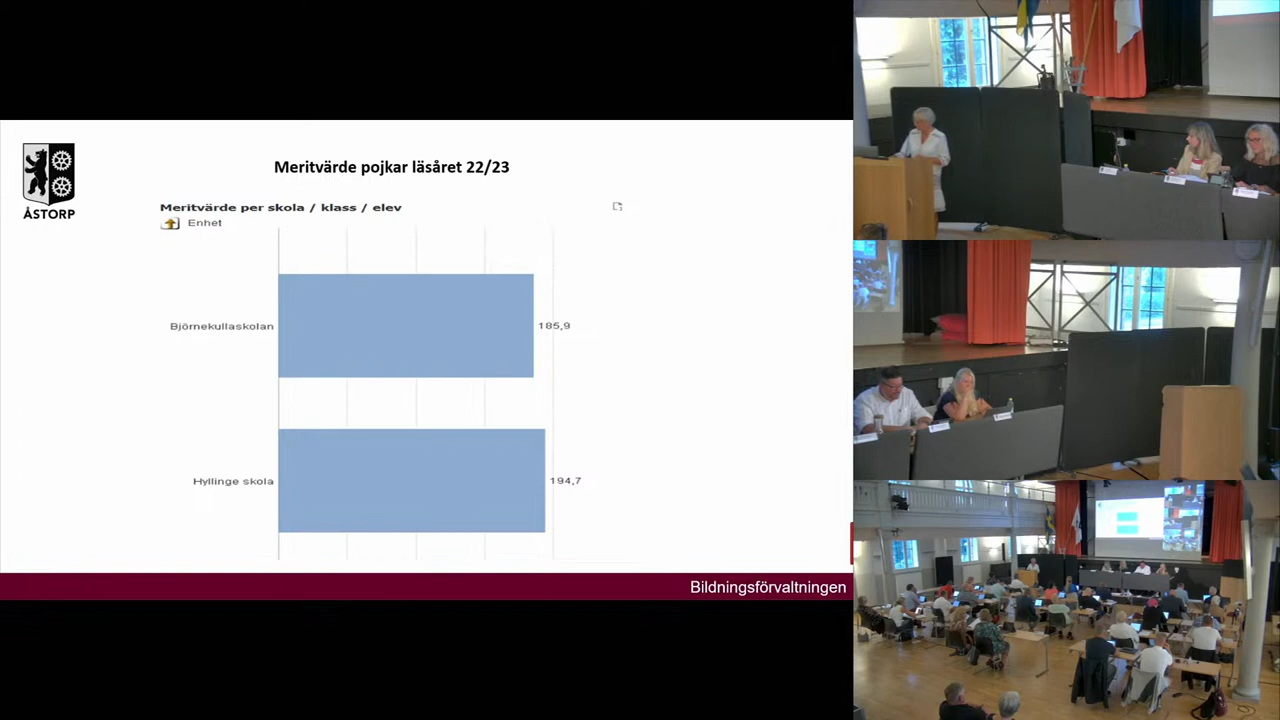 ÅSTORP
Meritvärde pojkar läsåret 22/23
Meritvärde per skola / klass / elev
Enhet
Björnekullaskolan
185,9
Hyllinge skola
194,7
Bildningsförvaltningen